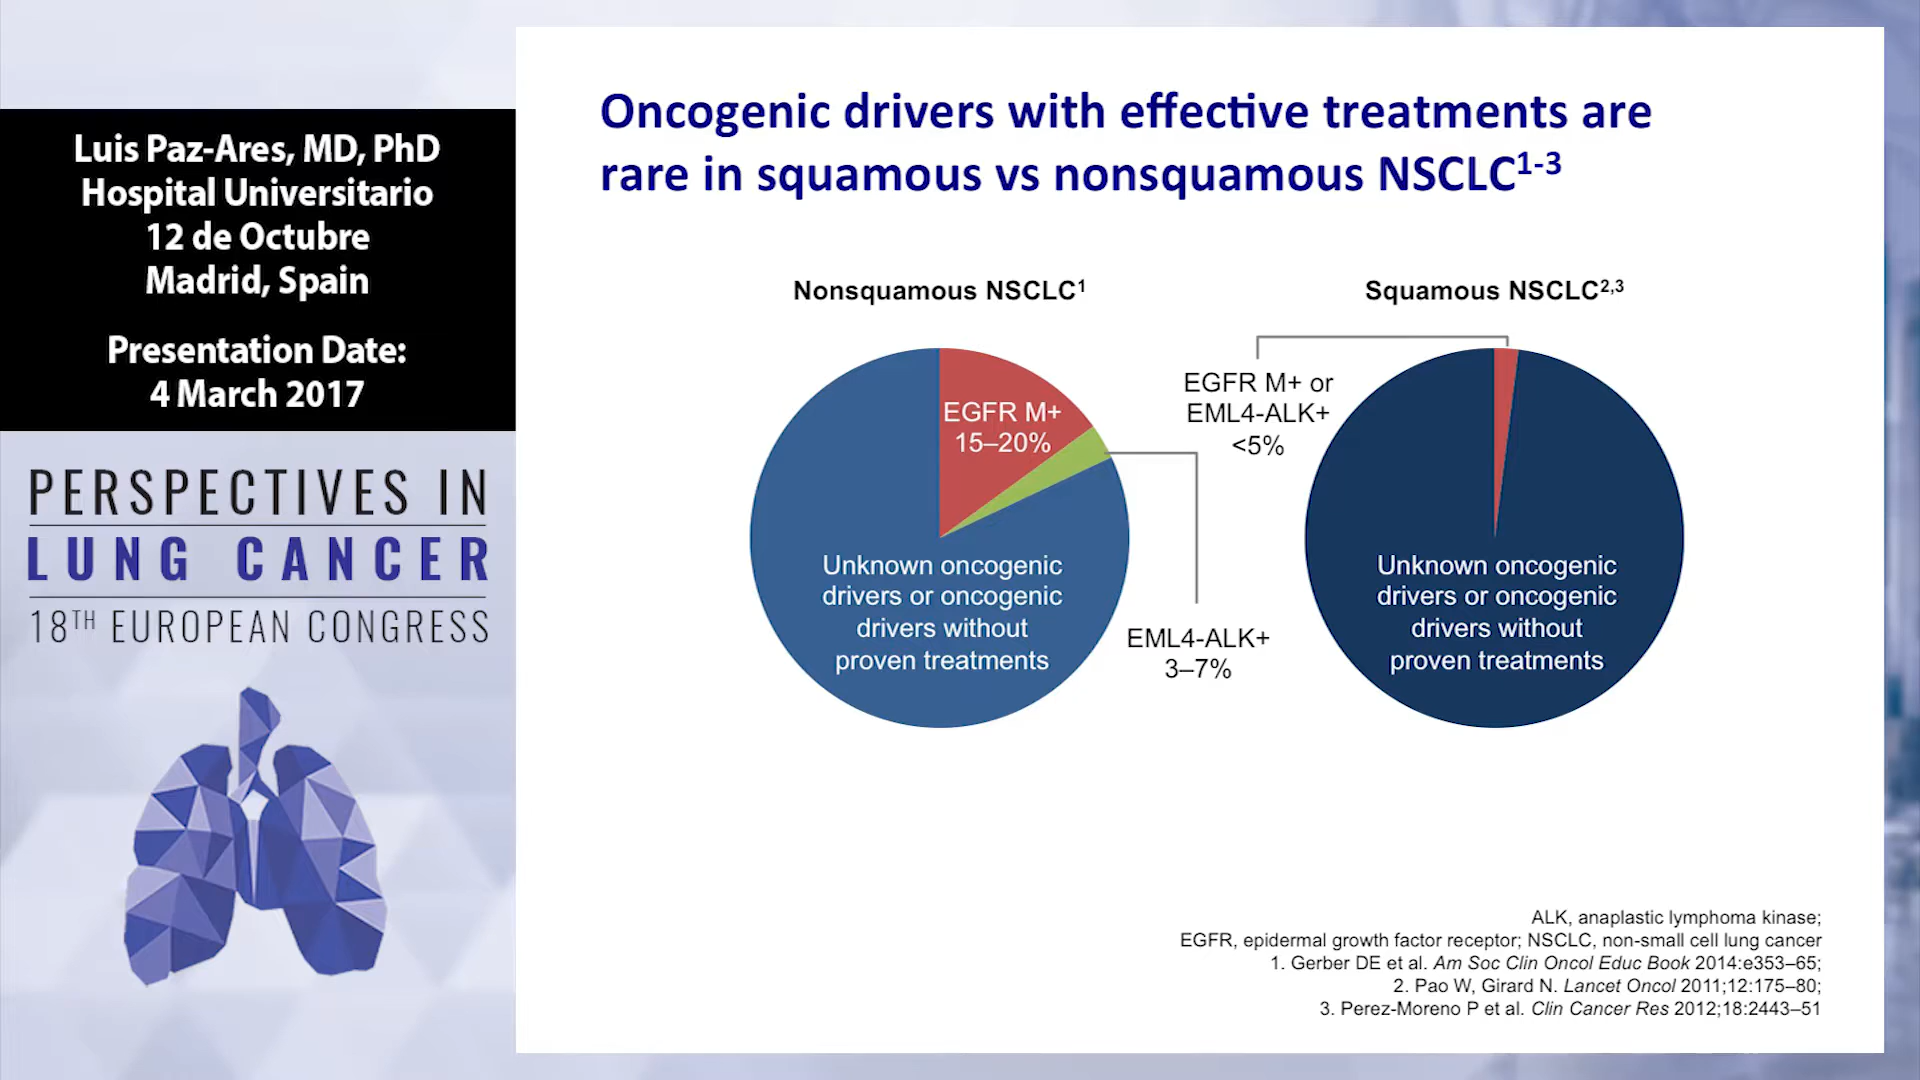 Luis Paz-Ares, MD, PhD
Hospital Universitario
12 de Octubre
Madrid, Spain
Presentation Date:
4 March 2017
PERSPECTIVES IN
LUNG CANCER
18TH EUROPEAN CONGRESS
Oncogenic drivers with effective treatments are
rare in squamous vs nonsquamous NSCLC1-3
Nonsquamous NSCLC1
EGFR M+
15–20%
Unknown oncogenic
drivers or oncogenic
drivers without
proven treatments
EML4-ALK+
3–7%
Squamous NSCLC2,3
EGFR M+ or
EML4-ALK+
<5%
Unknown oncogenic
drivers or oncogenic
drivers without
proven treatments
ALK, anaplastic lymphoma kinase;
EGFR, epidermal growth factor receptor; NSCLC, non-small cell lung cancer
1. Gerber DE et al. Am Soc Clin Oncol Educ Book 2014:e353–65;
2. Pao W, Girard N. Lancet Oncol 2011;12:175–80;
3. Perez-Moreno P et al. Clin Cancer Res 2012;18:2443–51